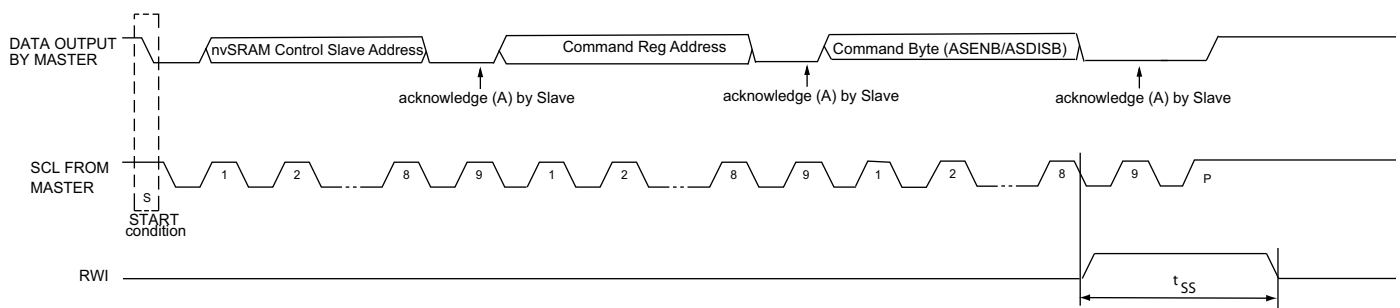 DATA OUTPUT
BY MASTER
nvSRAM Control Slave Address
Command Reg Address
Command Byte (ASENB/ASDISB)
acknowledge (A) by Slave
acknowledge (A) by Slave
acknowledge (A) by Slave
SCL FROM
MASTER
1 2 8 9 1 2 8 9 1 2 8 9
S
P
START
condition
RWI
tSS